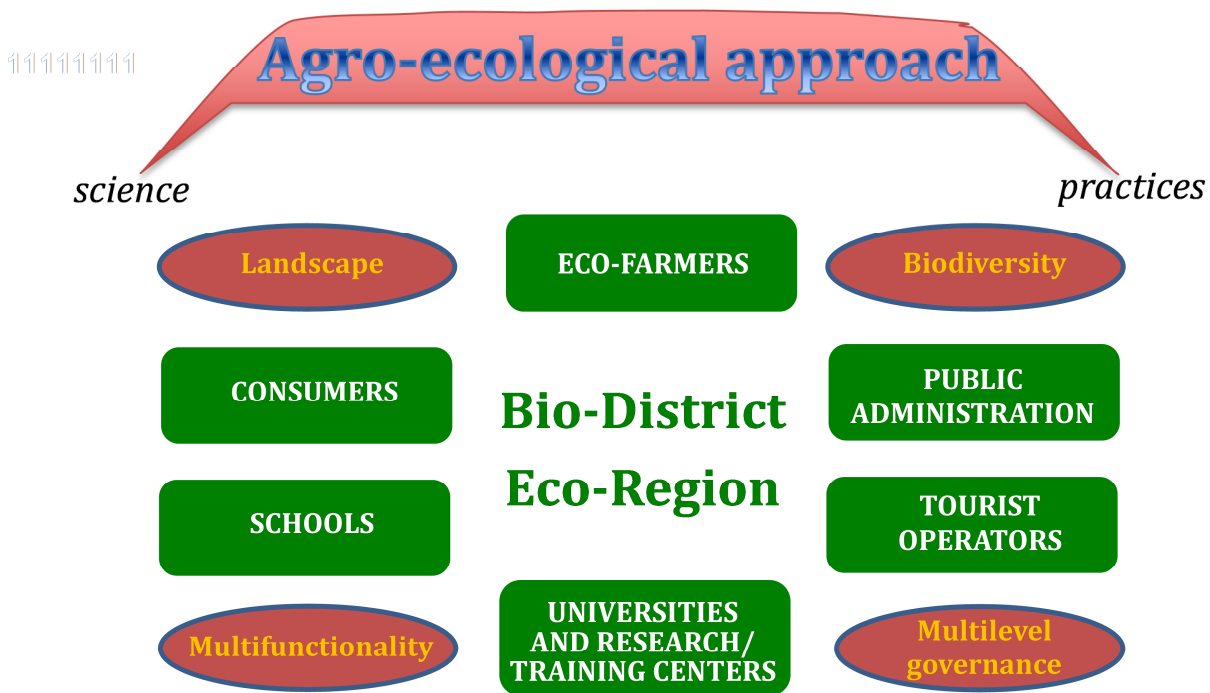 Agro-ecological approach
11111111
science
practices
Landscape
ECO-FARMERS
Biodiversity
CONSUMERS
PUBLIC
ADMINISTRATION
Bio-District
Eco-Region
SCHOOLS
TOURIST
OPERATORS
Multifunctionality
UNIVERSITIES
AND RESEARCH/
TRAINING CENTERS
Multilevel
governance